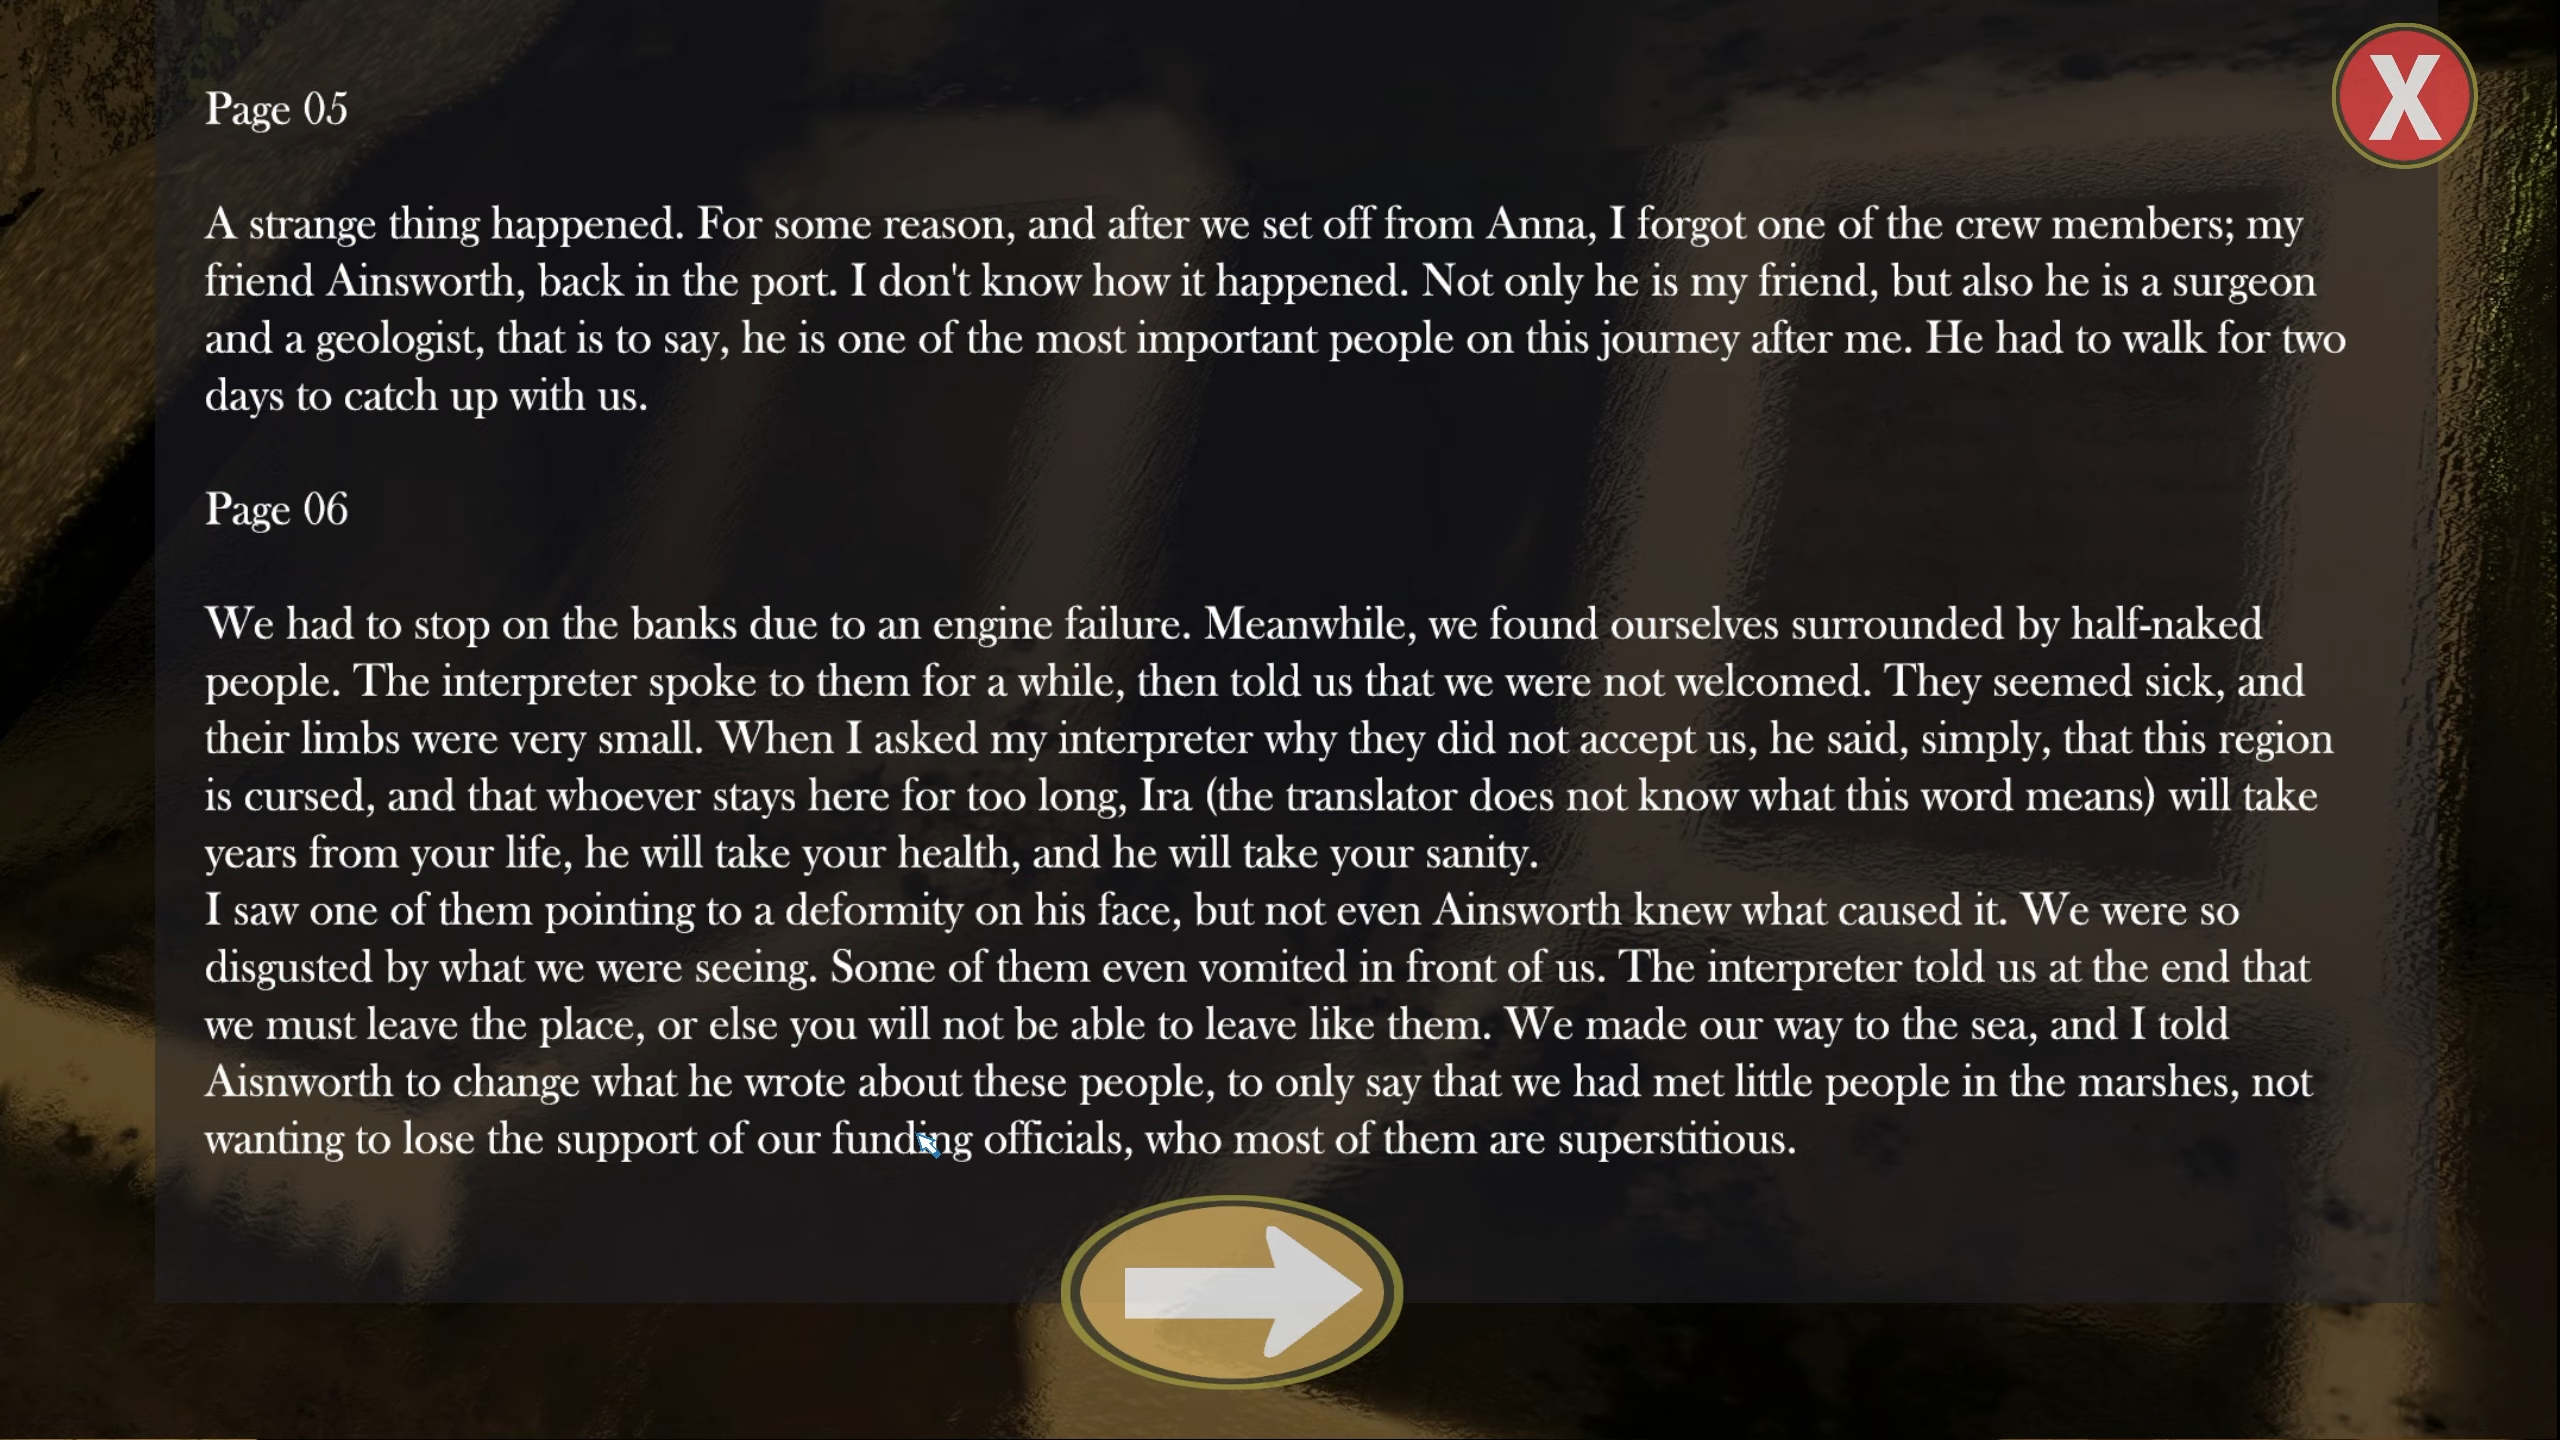 Page 05
A strange thing happened. For some reason, and after we set off from Anna, I forgot one of the crew members; my
friend Ainsworth, back in the port. I don't know how it happened. Not only he is my friend, but also he is a surgeon
and a geologist, that is to say, he is one of the most important people on this journey after me. He had to walk for two
days to catch up with us.
Page 06
We had to stop on the banks due to an engine failure. Meanwhile, we found ourselves surrounded by half-naked
people. The interpreter spoke to them for a while, then told us that we were not welcomed. They seemed sick, and
their limbs were very small. When I asked my interpreter why they did not accept us, he said, simply, that this region
is cursed, and that whoever stays here for too long, Ira (the translator does not know what this word means) will take
years from your life, he will take your health, and he will take your sanity.
I saw one of them pointing to a deformity on his face, but not even Ainsworth knew what caused it. We were so
disgusted by what we were seeing. Some of them even vomited in front of us. The interpreter told us at the end that
we must leave the place, or else you will not be able to leave like them. We made our way to the sea, and I told
Aisnworth to change what he wrote about these people, to only say that we had met little people in the marshes, not
wanting to lose the support of our funding officials, who most of them are superstitious.
X